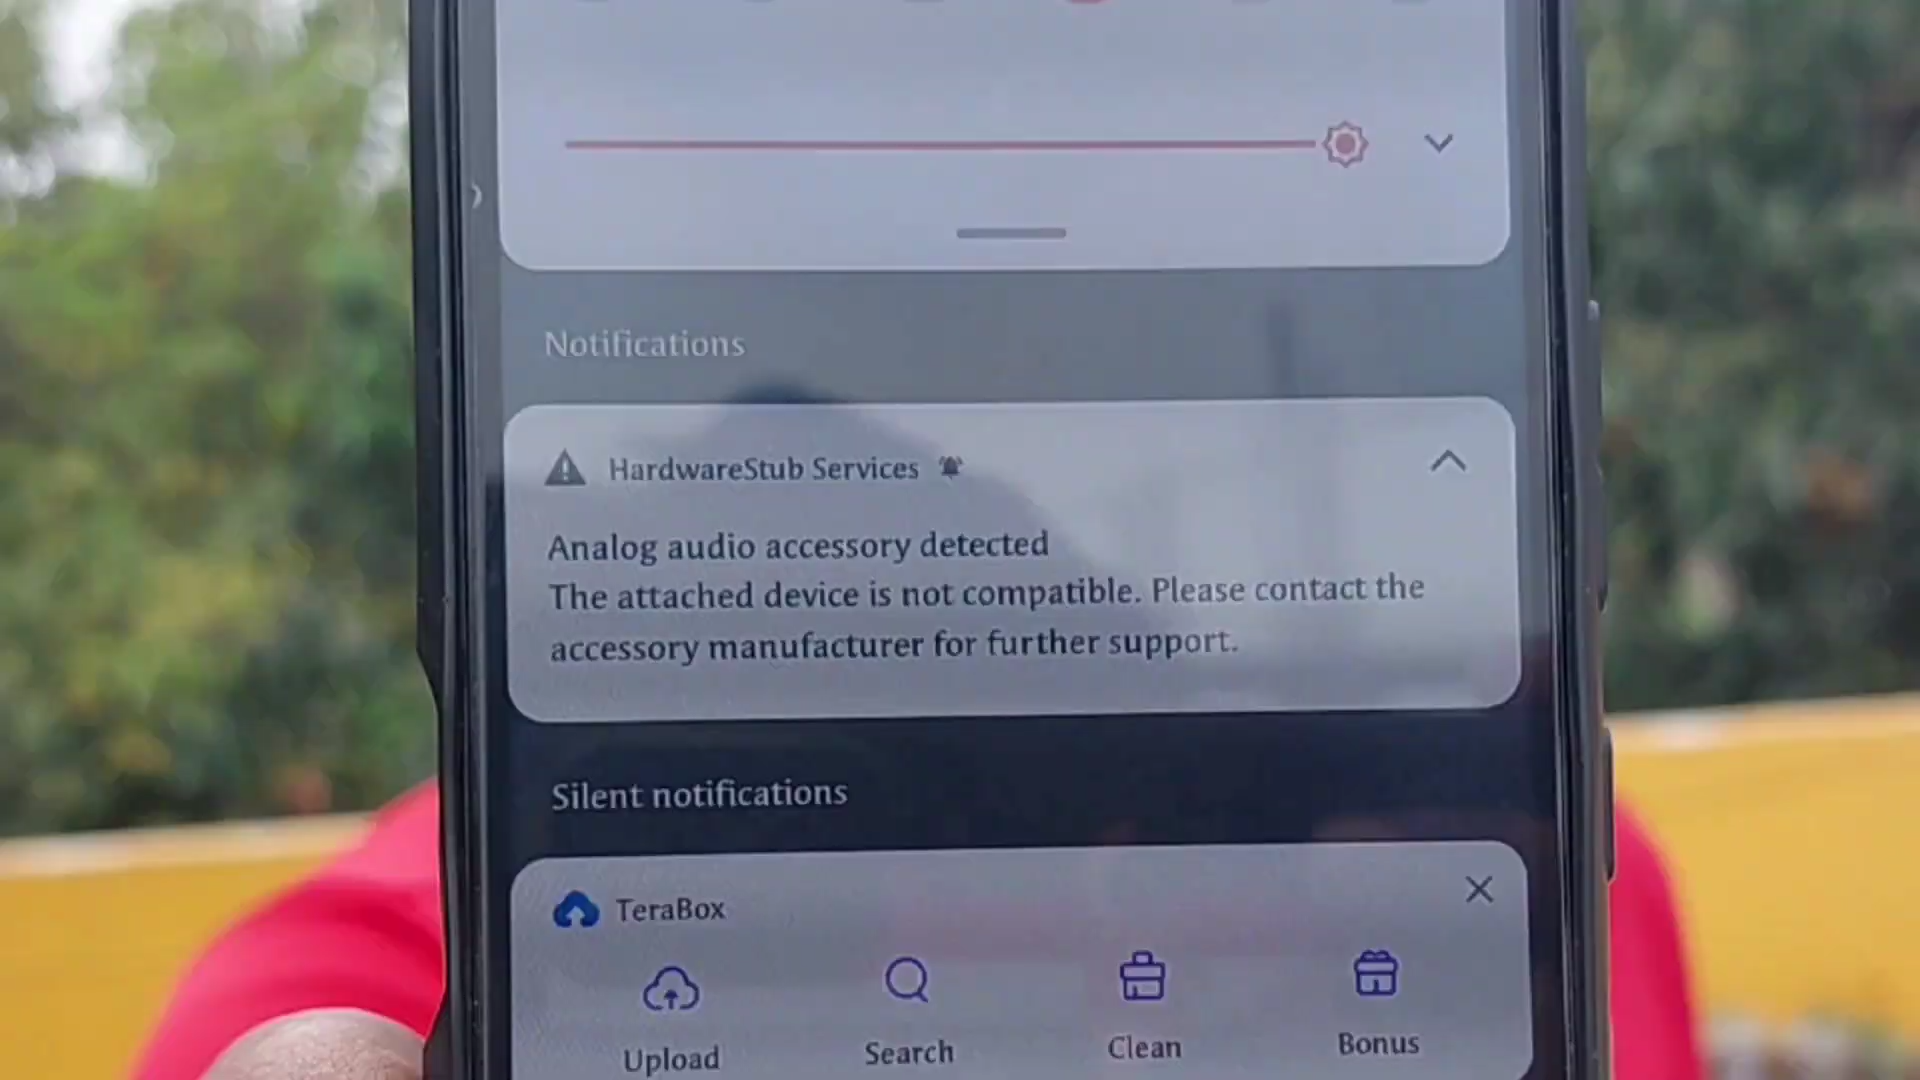 Notifications
HardwareStub Services
Analog audio accessory detected
The attached device is not compatible. Please contact the
accessory manufacturer for further support.
Silent notifications
TeraBox
Upload
Search
Clean
Bonus